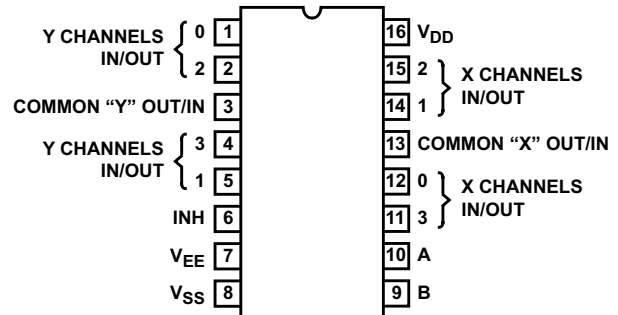 Y CHANNELS IN/OUT
0 1
2 2
COMMON “Y” OUT/IN 3
Y CHANNELS IN/OUT
3 4
1 5
INH 6
VEE 7
VSS 8
16 VDD
15 2
14 1
X CHANNELS IN/OUT
13 COMMON “X” OUT/IN
12 0
11 3
X CHANNELS IN/OUT
10 A
9 B